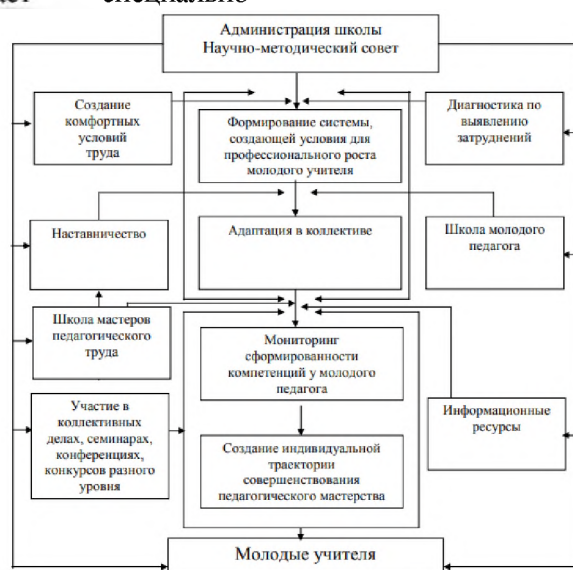 специально
Администрация школы
Научно-методический совет
Создание
комфортных
условий
труда
Формирование системы,
создающей условия для
профессионального роста
молодого учителя
Диагностика по
выявлению
затруднений
Наставничество
Адаптация в коллективе
Школа молодого
педагога
Школа мастеров
педагогического
труда
Мониторинг
сформированности
компетенций у молодого
педагога
Участие в
коллективных
делах, семинарах,
конференциях,
конкурсов разного
уровня
Создание индивидуальной
траектории
совершенствования
педагогического мастерства
Информационные
ресурсы
Молодые учителя